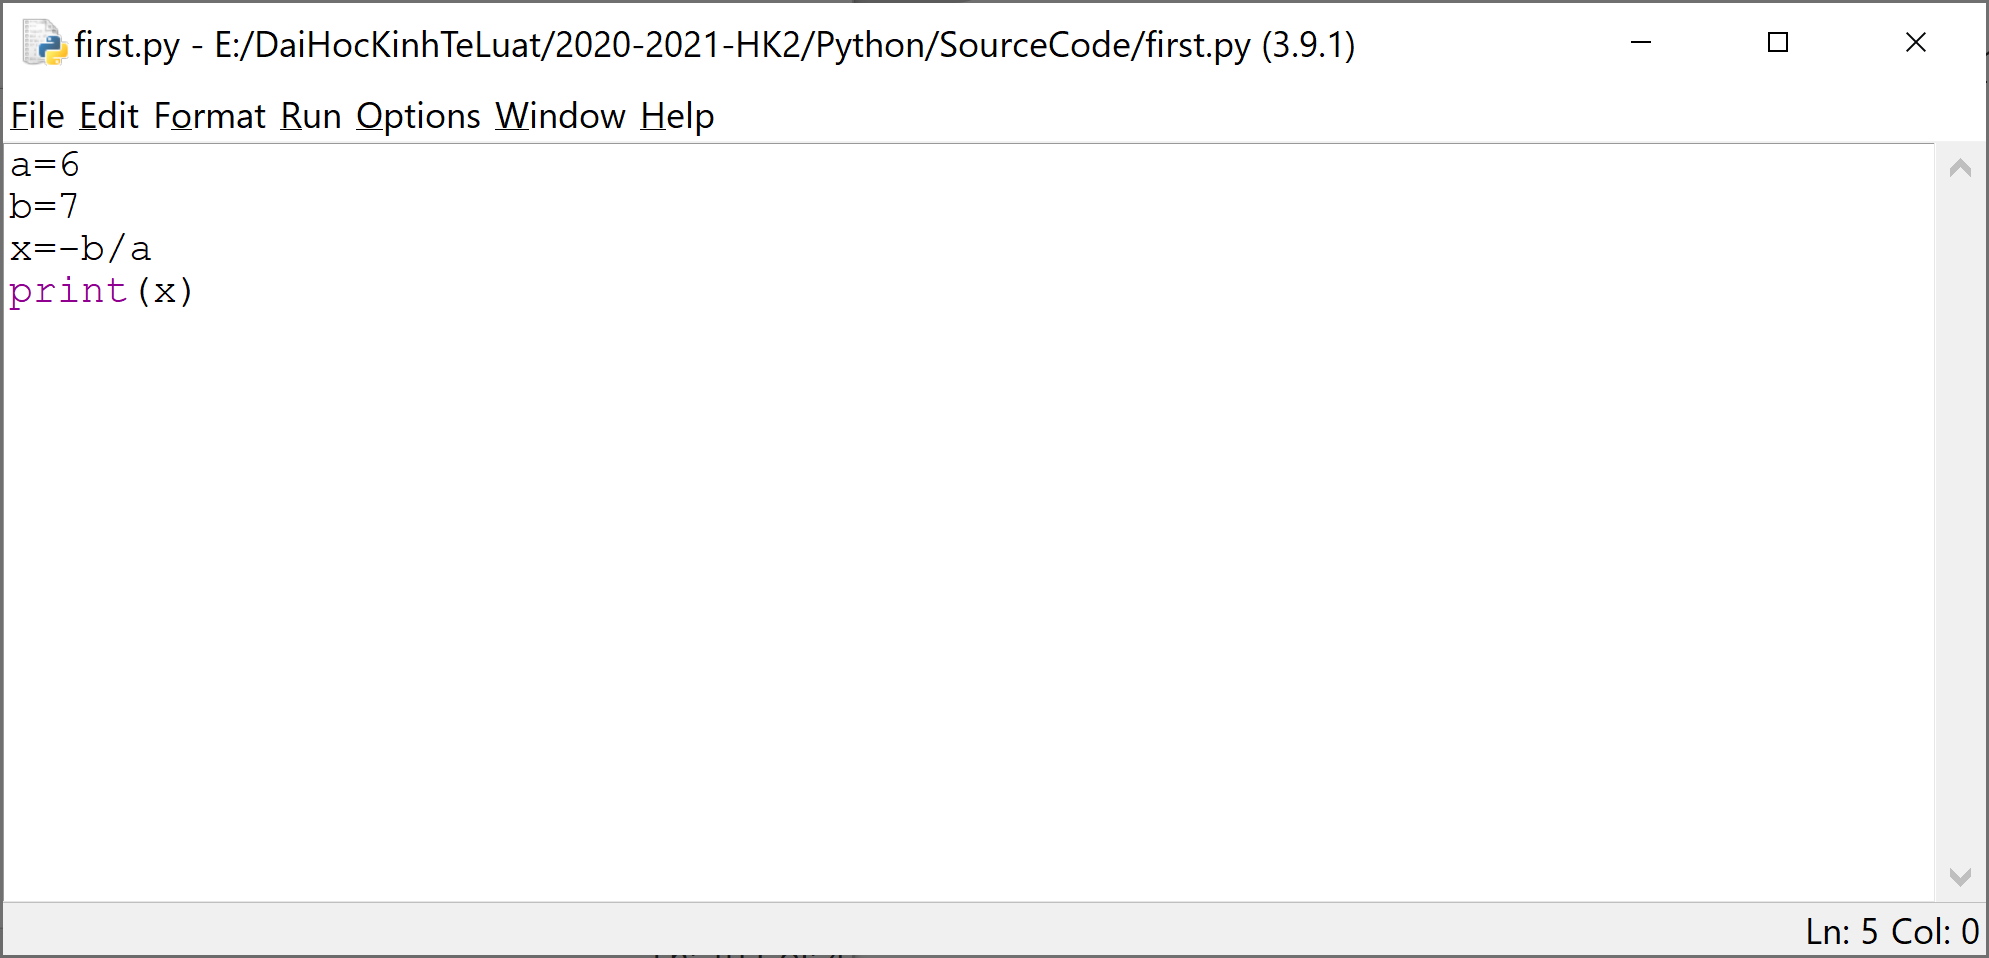 first.py - E:/DaiHocKinhTeLuat/2020-2021-HK2/Python/SourceCode/first.py (3.9.1)
File Edit Format Run Options Window Help
a=6
b=7
x=-b/a
print(x)
Ln: 5 Col: 0